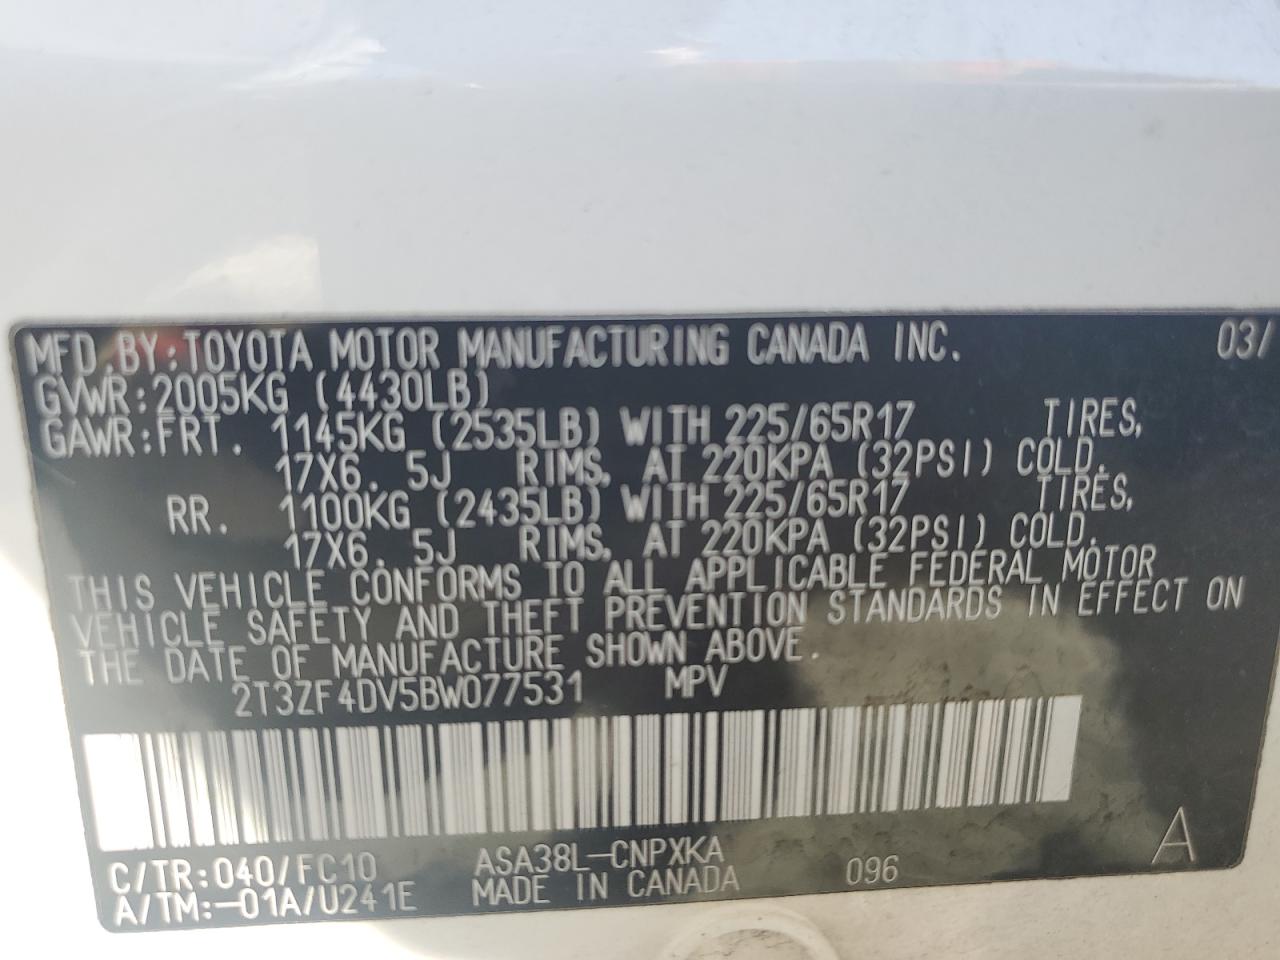 MFD.BY:TOYOTA MOTOR MANUFACTURING CANADA INC. 03/
GVWR:2005KG (4430LB)
GAWR:FRT. 1145KG (2535LB) WITH 225/65R17 TIRES,
17X6.5J RIMS, AT 220KPA (32PSI) COLD.
RR. 1100KG (2435LB) WITH 225/65R17 TIRES,
17X6.5J RIMS, AT 220KPA (32PSI) COLD.
THIS VEHICLE CONFORMS TO ALL APPLICABLE FEDERAL MOTOR
VEHICLE SAFETY AND THEFT PREVENTION STANDARDS IN EFFECT ON
THE DATE OF MANUFACTURE SHOWN ABOVE.
2T3ZF4DV5BW077531 MPV
C/TR:040/FC10 ASA38L-CNPXKA 096 A
A/TM:-01A/U241E MADE IN CANADA